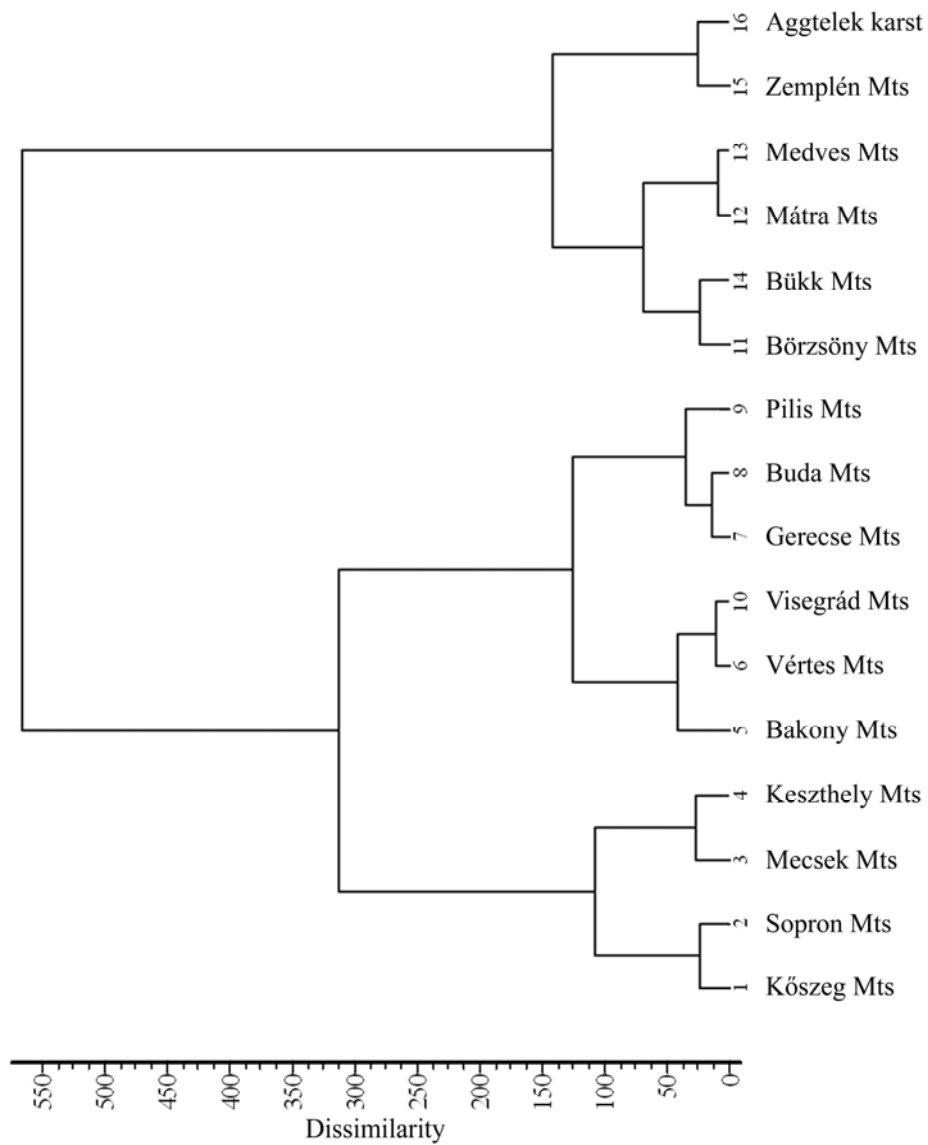 16 Aggtelek karst
15 Zemplén Mts
13 Medves Mts
12 Mátra Mts
14 Bükk Mts
11 Börzsöny Mts
9 Pilis Mts
8 Buda Mts
7 Gerecse Mts
10 Visegrád Mts
6 Vértes Mts
5 Bakony Mts
4 Keszthely Mts
3 Mecsek Mts
2 Sopron Mts
1 Kőszeg Mts
550 500 450 400 350 300 250 200 150 100 50 0
Dissimilarity